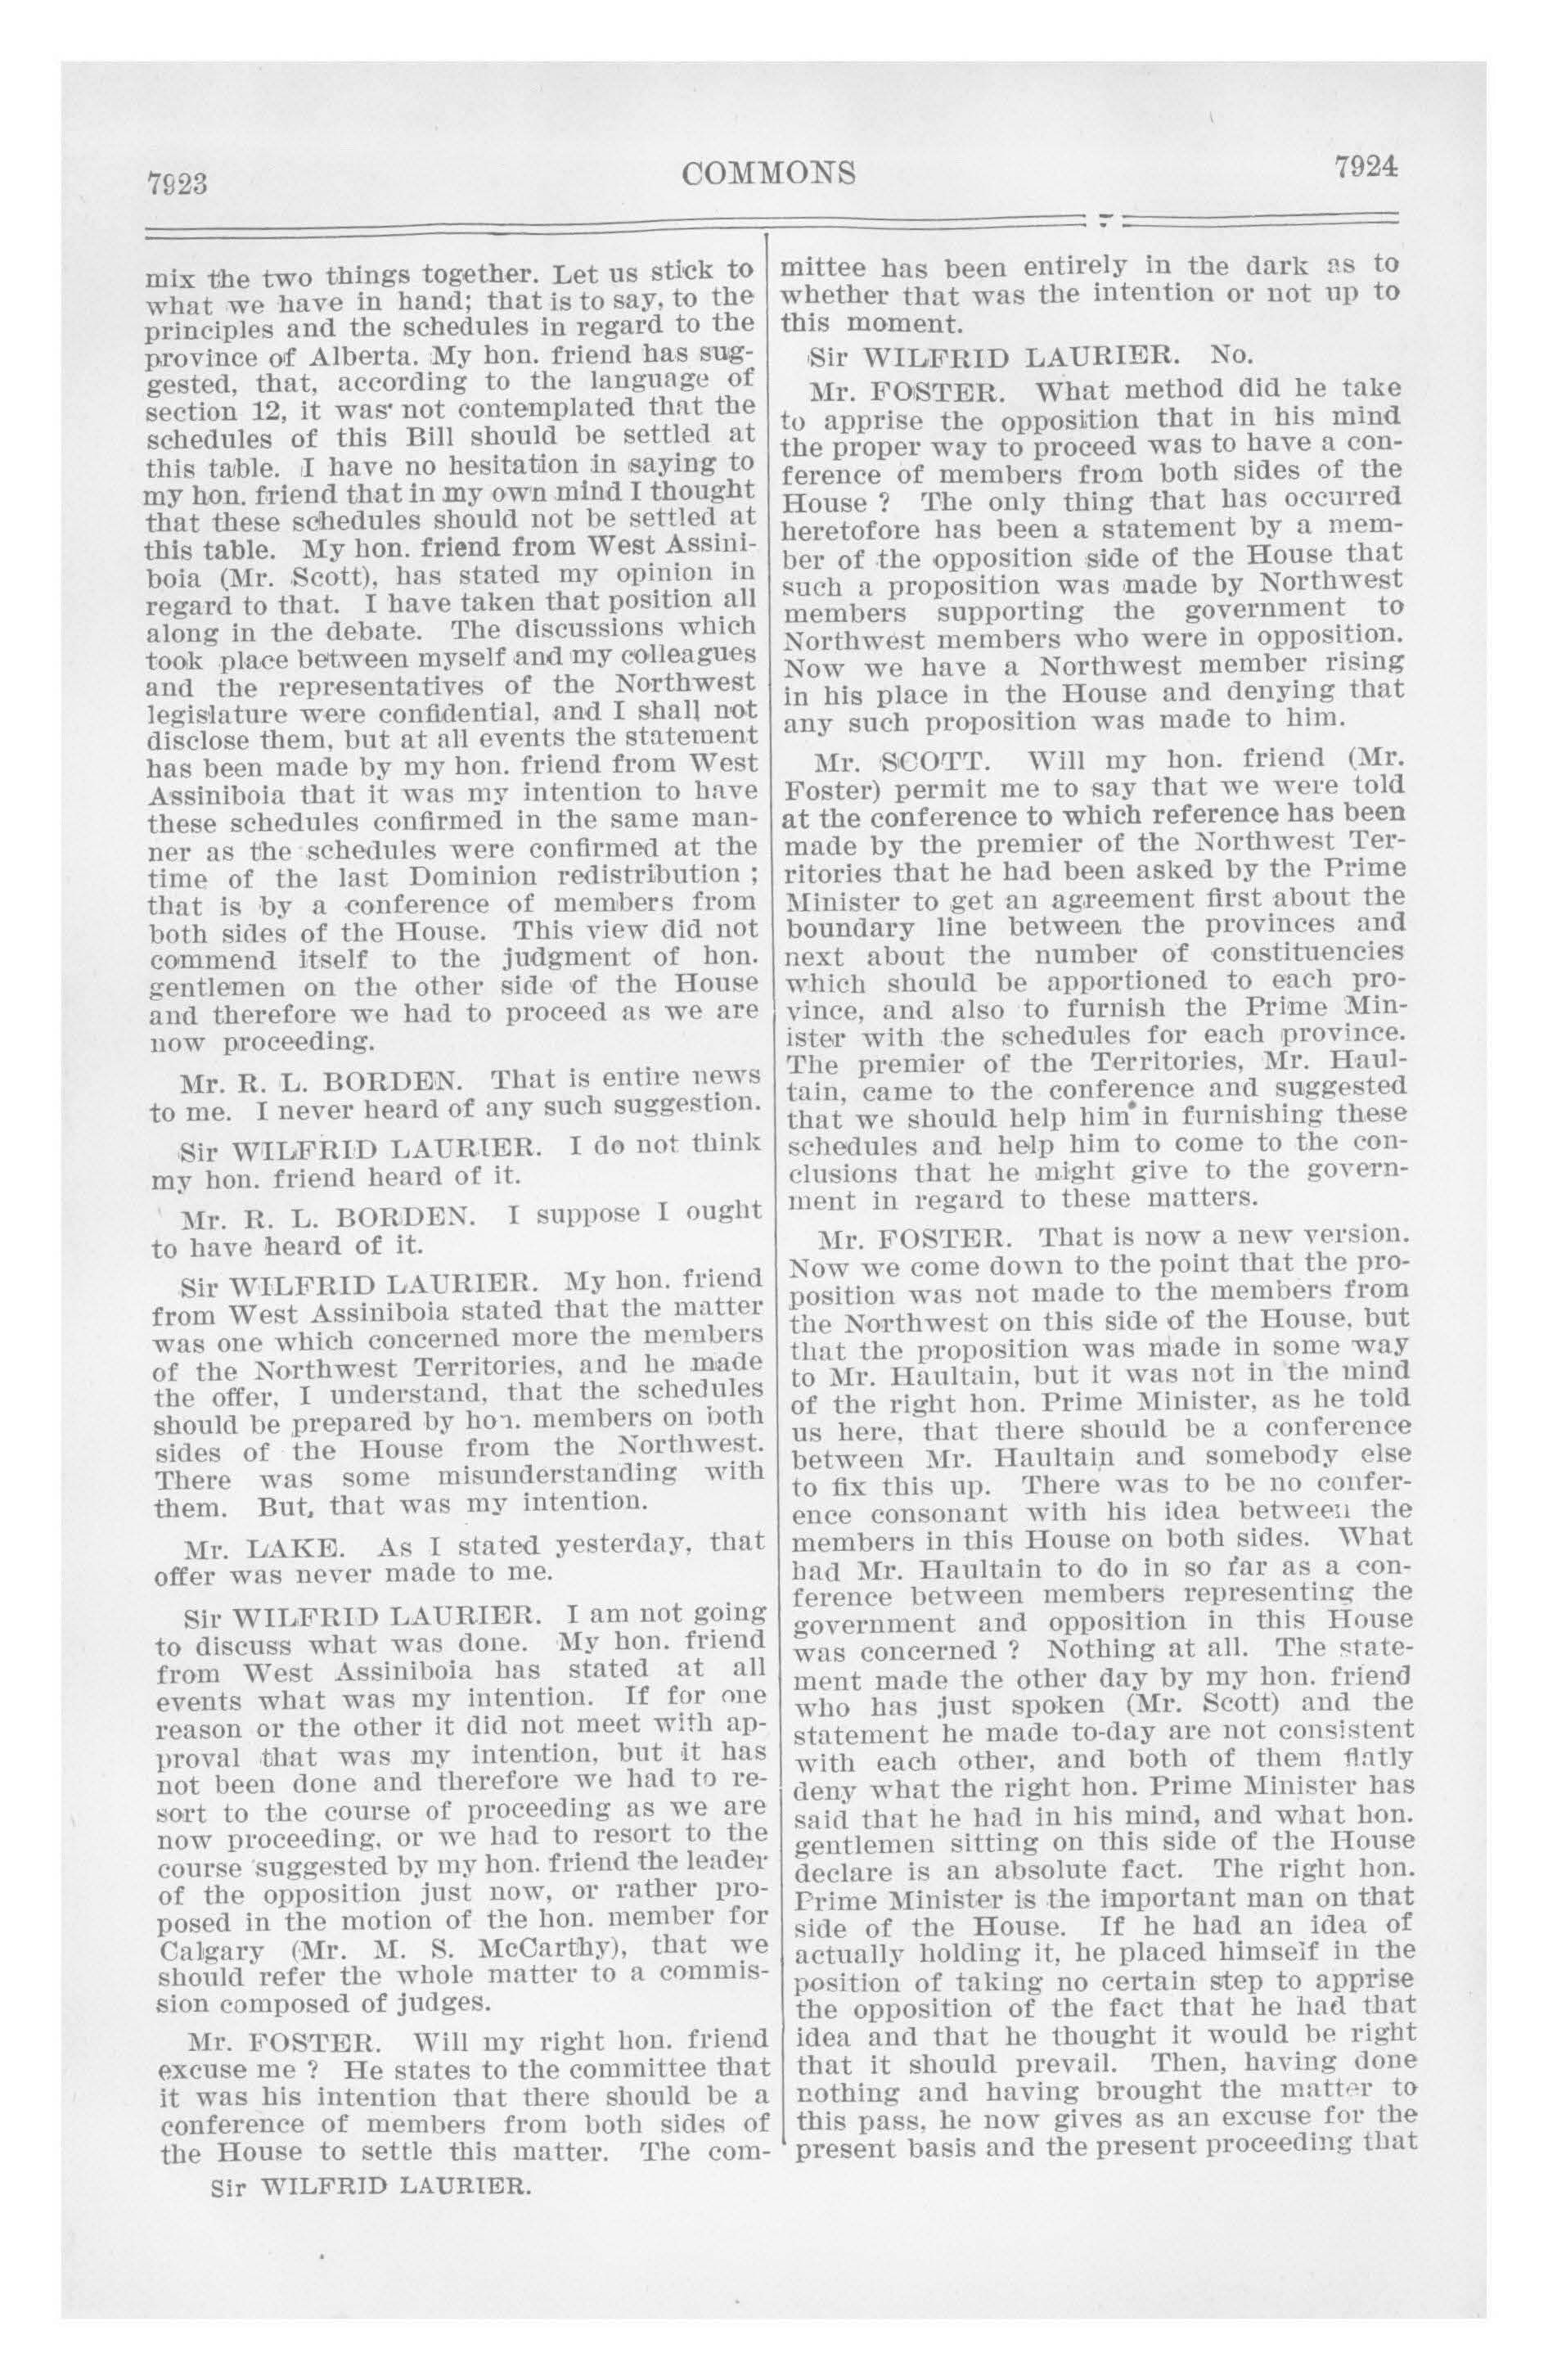 7923
COMMONS
7924
mix the two things together. Let us stick to
what we have in hand; that is to say, to the
principles and the schedules in regard to the
province of Alberta. My hon. friend has sug-
gested, that, according to the language of
section 12, it was not contemplated that the
schedules of this Bill should be settled at
this table. I have no hesitation in saying to
my hon. friend that in my own mind I thought
that these schedules should not be settled at
this table. My hon. friend from West Assini-
boia (Mr. Scott), has stated my opinion in
regard to that. I have taken that position all
along in the debate. The discussions which
took place between myself and my colleagues
and the representatives of the Northwest
legislature were confidential, and I shall not
disclose them, but at all events the statement
has been made by my hon. friend from West
Assiniboia that it was my intention to have
these schedules confirmed in the same man-
ner as the schedules were confirmed at the
time of the last Dominion redistribution ;
that is by a conference of members from
both sides of the House. This view did not
commend itself to the judgment of hon.
gentlemen on the other side of the House
and therefore we had to proceed as we are
now proceeding.
Mr. R. L. BORDEN. That is entire news
to me. I never heard of any such suggestion.
Sir WILFRID LAURIER. I do not think
my hon. friend heard of it.
Mr. R. L. BORDEN. I suppose I ought
to have heard of it.
Sir WILFRID LAURIER. My hon. friend
from West Assiniboia stated that the matter
was one which concerned more the members
of the Northwest Territories, and he made
the offer, I understand, that the schedules
should be prepared by hon. members on both
sides of the House from the Northwest.
There was some misunderstanding with
them. But, that was my intention.
Mr. LAKE. As I stated yesterday, that
offer was never made to me.
Sir WILFRID LAURIER. I am not going
to discuss what was done. My hon. friend
from West Assiniboia has stated at all
events what was my intention. If for one
reason or the other it did not meet with ap-
proval that was my intention, but it has
not been done and therefore we had to re-
sort to the course of proceeding as we are
now proceeding, or we had to resort to the
course suggested by my hon. friend the leader
of the opposition just now, or rather pro-
posed in the motion of the hon. member for
Calgary (Mr. M. S. McCarthy), that we
should refer the whole matter to a commis-
sion composed of judges.
Mr. FOSTER. Will my right hon. friend
excuse me ? He states to the committee that
it was his intention that there should be a
conference of members from both sides of
the House to settle this matter. The com-
Sir WILFRID LAURIER.
mittee has been entirely in the dark as to
whether that was the intention or not up to
this moment.
Sir WILFRID LAURIER. No.
Mr. FOSTER. What method did he take
to apprise the opposition that in his mind
the proper way to proceed was to have a con-
ference of members from both sides of the
House ? The only thing that has occurred
heretofore has been a statement by a mem-
ber of the opposition side of the House that
such a proposition was made by Northwest
members supporting the government to
Northwest members who were in opposition.
Now we have a Northwest member rising
in his place in the House and denying that
any such proposition was made to him.
Mr. SCOTT. Will my hon. friend (Mr.
Foster) permit me to say that we were told
at the conference to which reference has been
made by the premier of the Northwest Ter-
ritories that he had been asked by the Prime
Minister to get an agreement first about the
boundary line between the provinces and
next about the number of constituencies
which should be apportioned to each pro-
vince, and also to furnish the Prime Min-
ister with the schedules for each province.
The premier of the Territories, Mr. Haul-
tain, came to the conference and suggested
that we should help him in furnishing these
schedules and help him to come to the con-
clusions that he might give to the govern-
ment in regard to these matters.
Mr. FOSTER. That is now a new version.
Now we come down to the point that the pro-
position was not made to the members from
the Northwest on this side of the House, but
that the proposition was made in some way
to Mr. Haultain, but it was not in the mind
of the right hon. Prime Minister, as he told
us here, that there should be a conference
between Mr. Haultain and somebody else
to fix this up. There was to be no confer-
ence consonant with his idea between the
members in this House on both sides. What
had Mr. Haultain to do in so far as a con-
ference between members representing the
government and opposition in this House
was concerned ? Nothing at all. The state-
ment made the other day by my hon. friend
who has just spoken (Mr. Scott) and the
statement he made to-day are not consistent
with each other, and both of them flatly
deny what the right hon. Prime Minister has
said that he had in his mind, and what hon.
gentlemen sitting on this side of the House
declare is an absolute fact. The right hon.
Prime Minister is the important man on that
side of the House. If he had an idea of
actually holding it, he placed himself in the
position of taking no certain step to apprise
the opposition of the fact that he had that
idea and that he thought it would be right
that it should prevail. Then, having done
nothing and having brought the matter to
this pass, he now gives as an excuse for the
present basis and the present proceeding that